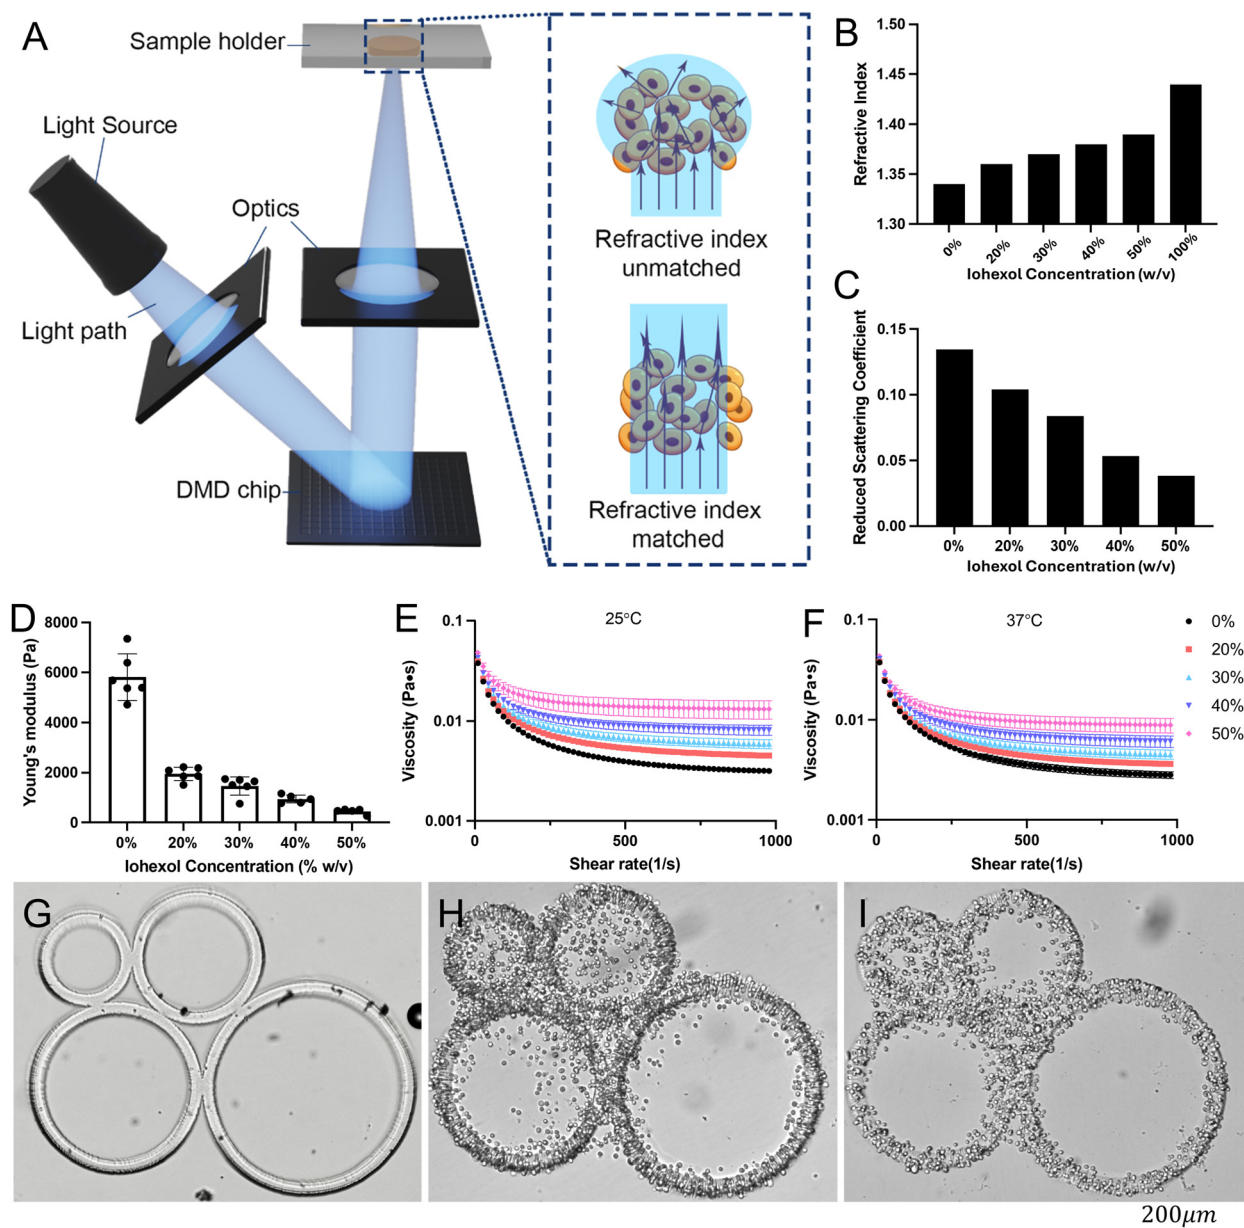 A
Sample holder
Light Source
Optics
Light path
DMD chip
Refractive index
unmatched
Refractive index
matched
B
Refractive Index
1.50
1.45
1.40
1.35
1.30
0%
20%
30%
40%
50%
100%
Iohexol Concentration (w/v)
C
Reduced Scattering Coefficient
0.15
0.10
0.05
0.00
0%
20%
30%
40%
50%
Iohexol Concentration (w/v)
D
Young's modulus (Pa)
8000
6000
4000
2000
0
0%
20%
30%
40%
50%
Iohexol Concentration (% w/v)
E
25°C
Viscosity (Pa•s)
0.1
0.01
0.001
0
500
1000
Shear rate(1/s)
F
37°C
Viscosity (Pa•s)
0.1
0.01
0.001
0
500
1000
Shear rate(1/s)
0%
20%
30%
40%
50%
G
H
I
200μm